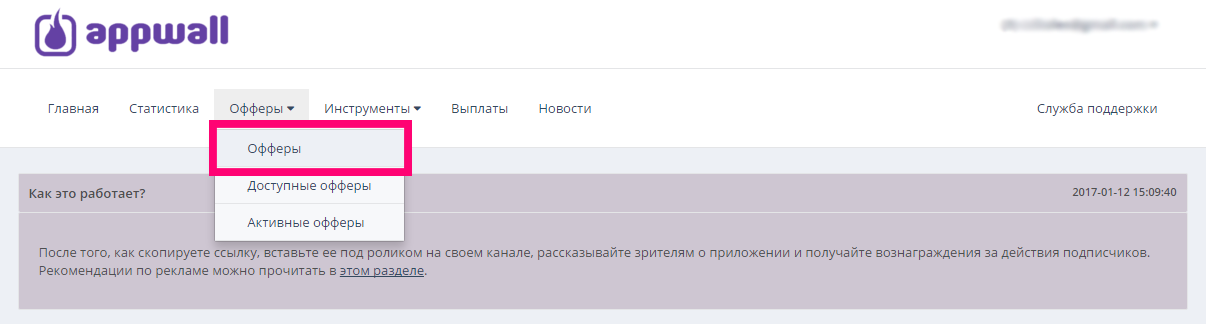 appwall
Главная Статистика Офферы Инструменты Выплаты Новости Служба поддержки
Офферы
Доступные офферы
Активные офферы
Как это работает? 2017-01-12 15:09:40
После того, как скопируете ссылку, вставьте ее под роликом на своем канале, рассказывайте зрителям о приложении и получайте вознаграждения за действия подписчиков.
Рекомендации по рекламе можно прочитать в этом разделе.